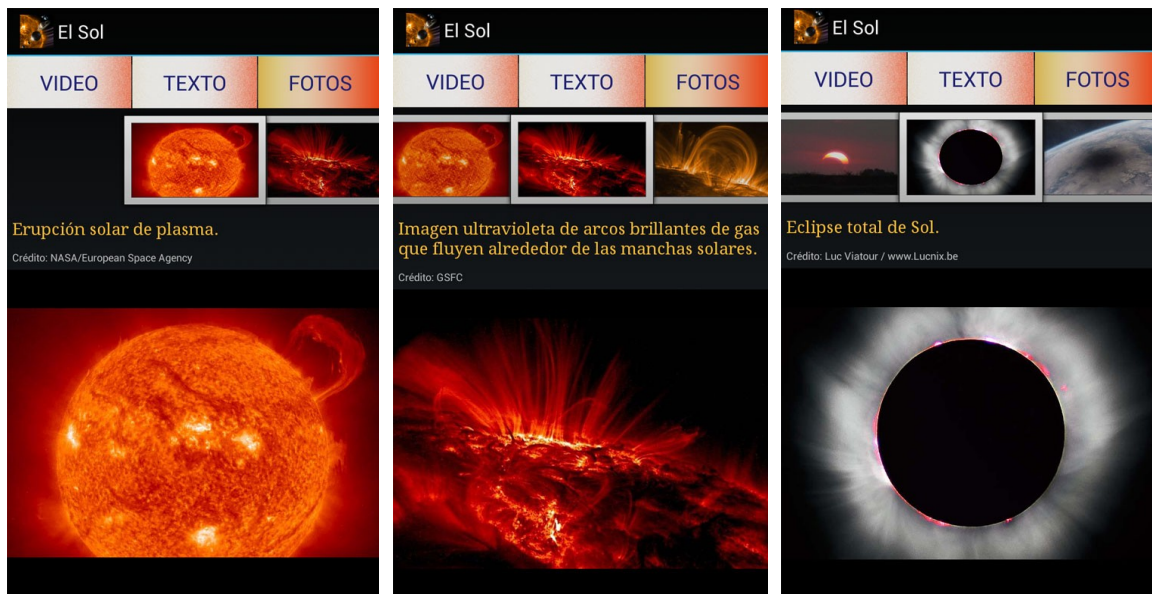 El Sol
VIDEO TEXTO FOTOS
Erupción solar de plasma.
Crédito: NASA/European Space Agency
El Sol
VIDEO TEXTO FOTOS
Imagen ultravioleta de arcos brillantes de gas
que fluyen alrededor de las manchas solares.
Crédito: GSFC
El Sol
VIDEO TEXTO FOTOS
Eclipse total de Sol.
Crédito: Luc Viatour / www.Lucnix.be